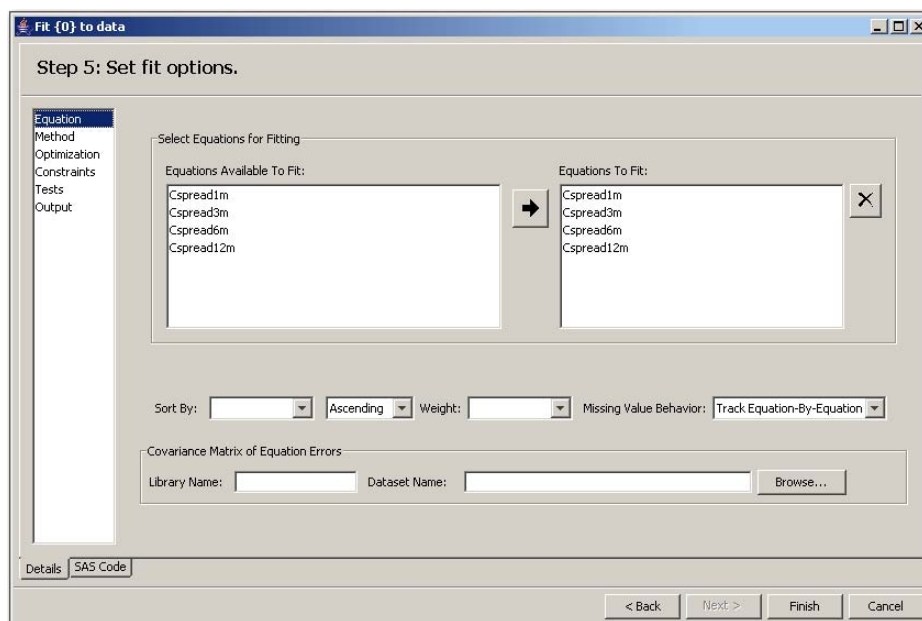 Fit {0} to data
Step 5: Set fit options.
Equation
Method
Optimization
Constraints
Tests
Output
Select Equations for Fitting
Equations Available To Fit:
Cspread1m
Cspread3m
Cspread6m
Cspread12m
Equations To Fit:
Cspread1m
Cspread3m
Cspread6m
Cspread12m
Sort By: Ascending Weight: Missing Value Behavior: Track Equation-By-Equation
Covariance Matrix of Equation Errors
Library Name: Dataset Name: Browse...
Details SAS Code
< Back Next > Finish Cancel